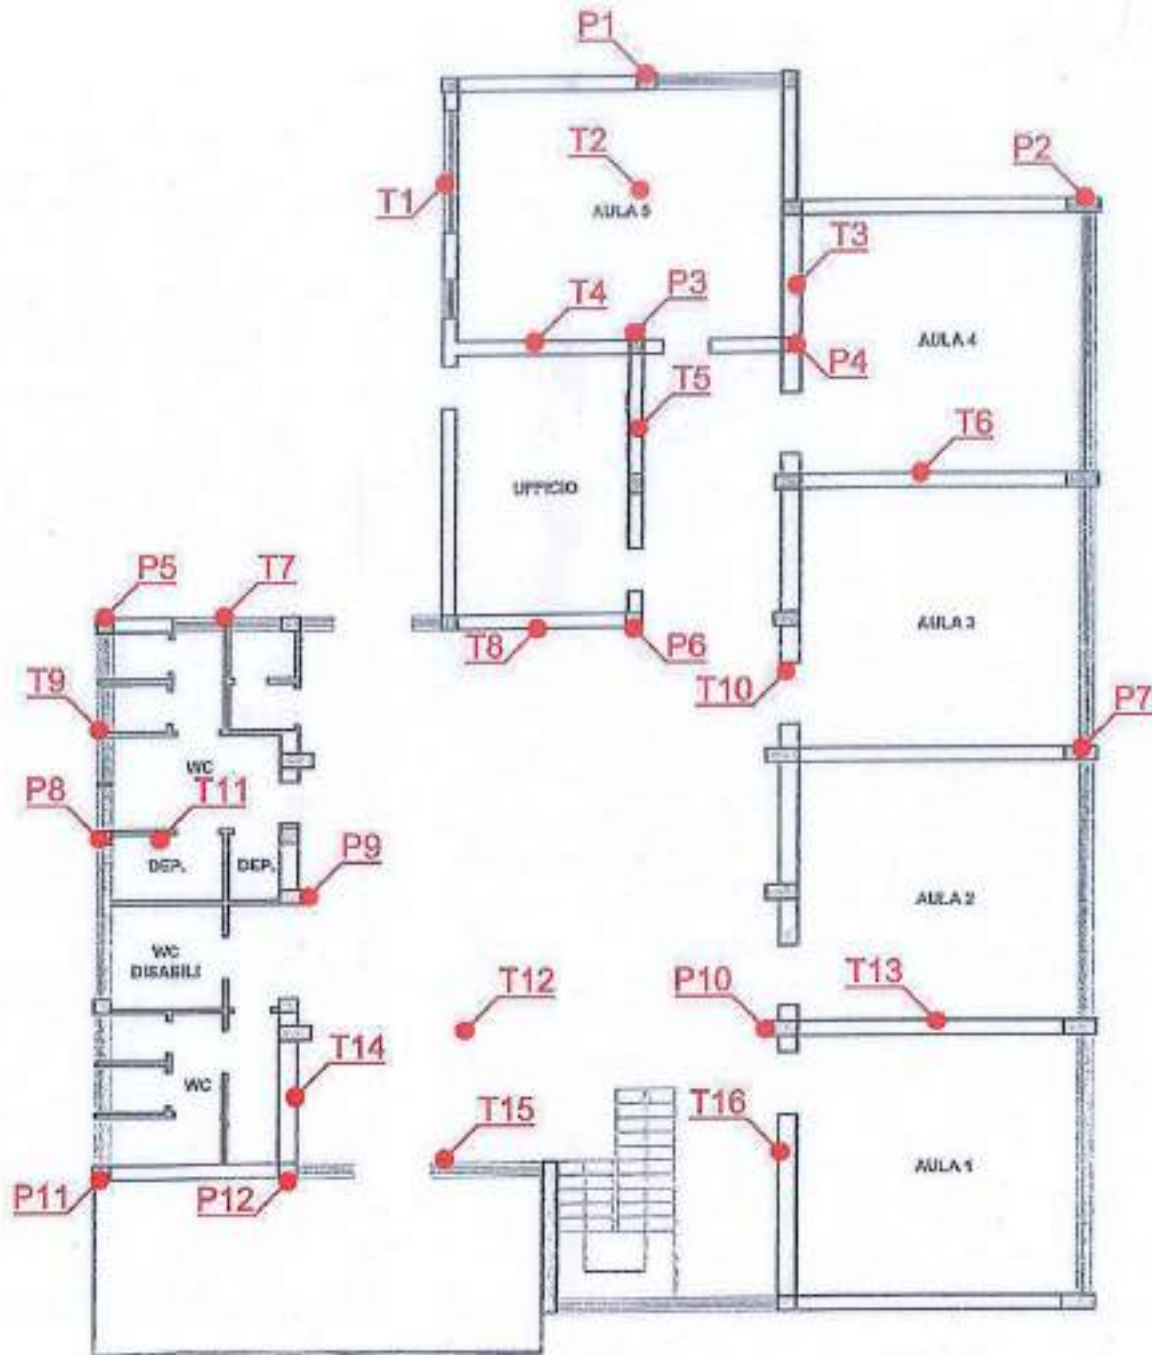 P1
T2
P2
T1
AULA 5
T3
T4
P3
AULA 4
P4
T5
T6
UFFICIO
P5
T7
AULA 3
T8
P6
T10
T9
P7
WC
P8
T11
P9
DEP.
DEP.
AULA 2
WC
DISABILI
T12
P10
T13
T14
WC
T15
T16
AULA 1
P11
P12